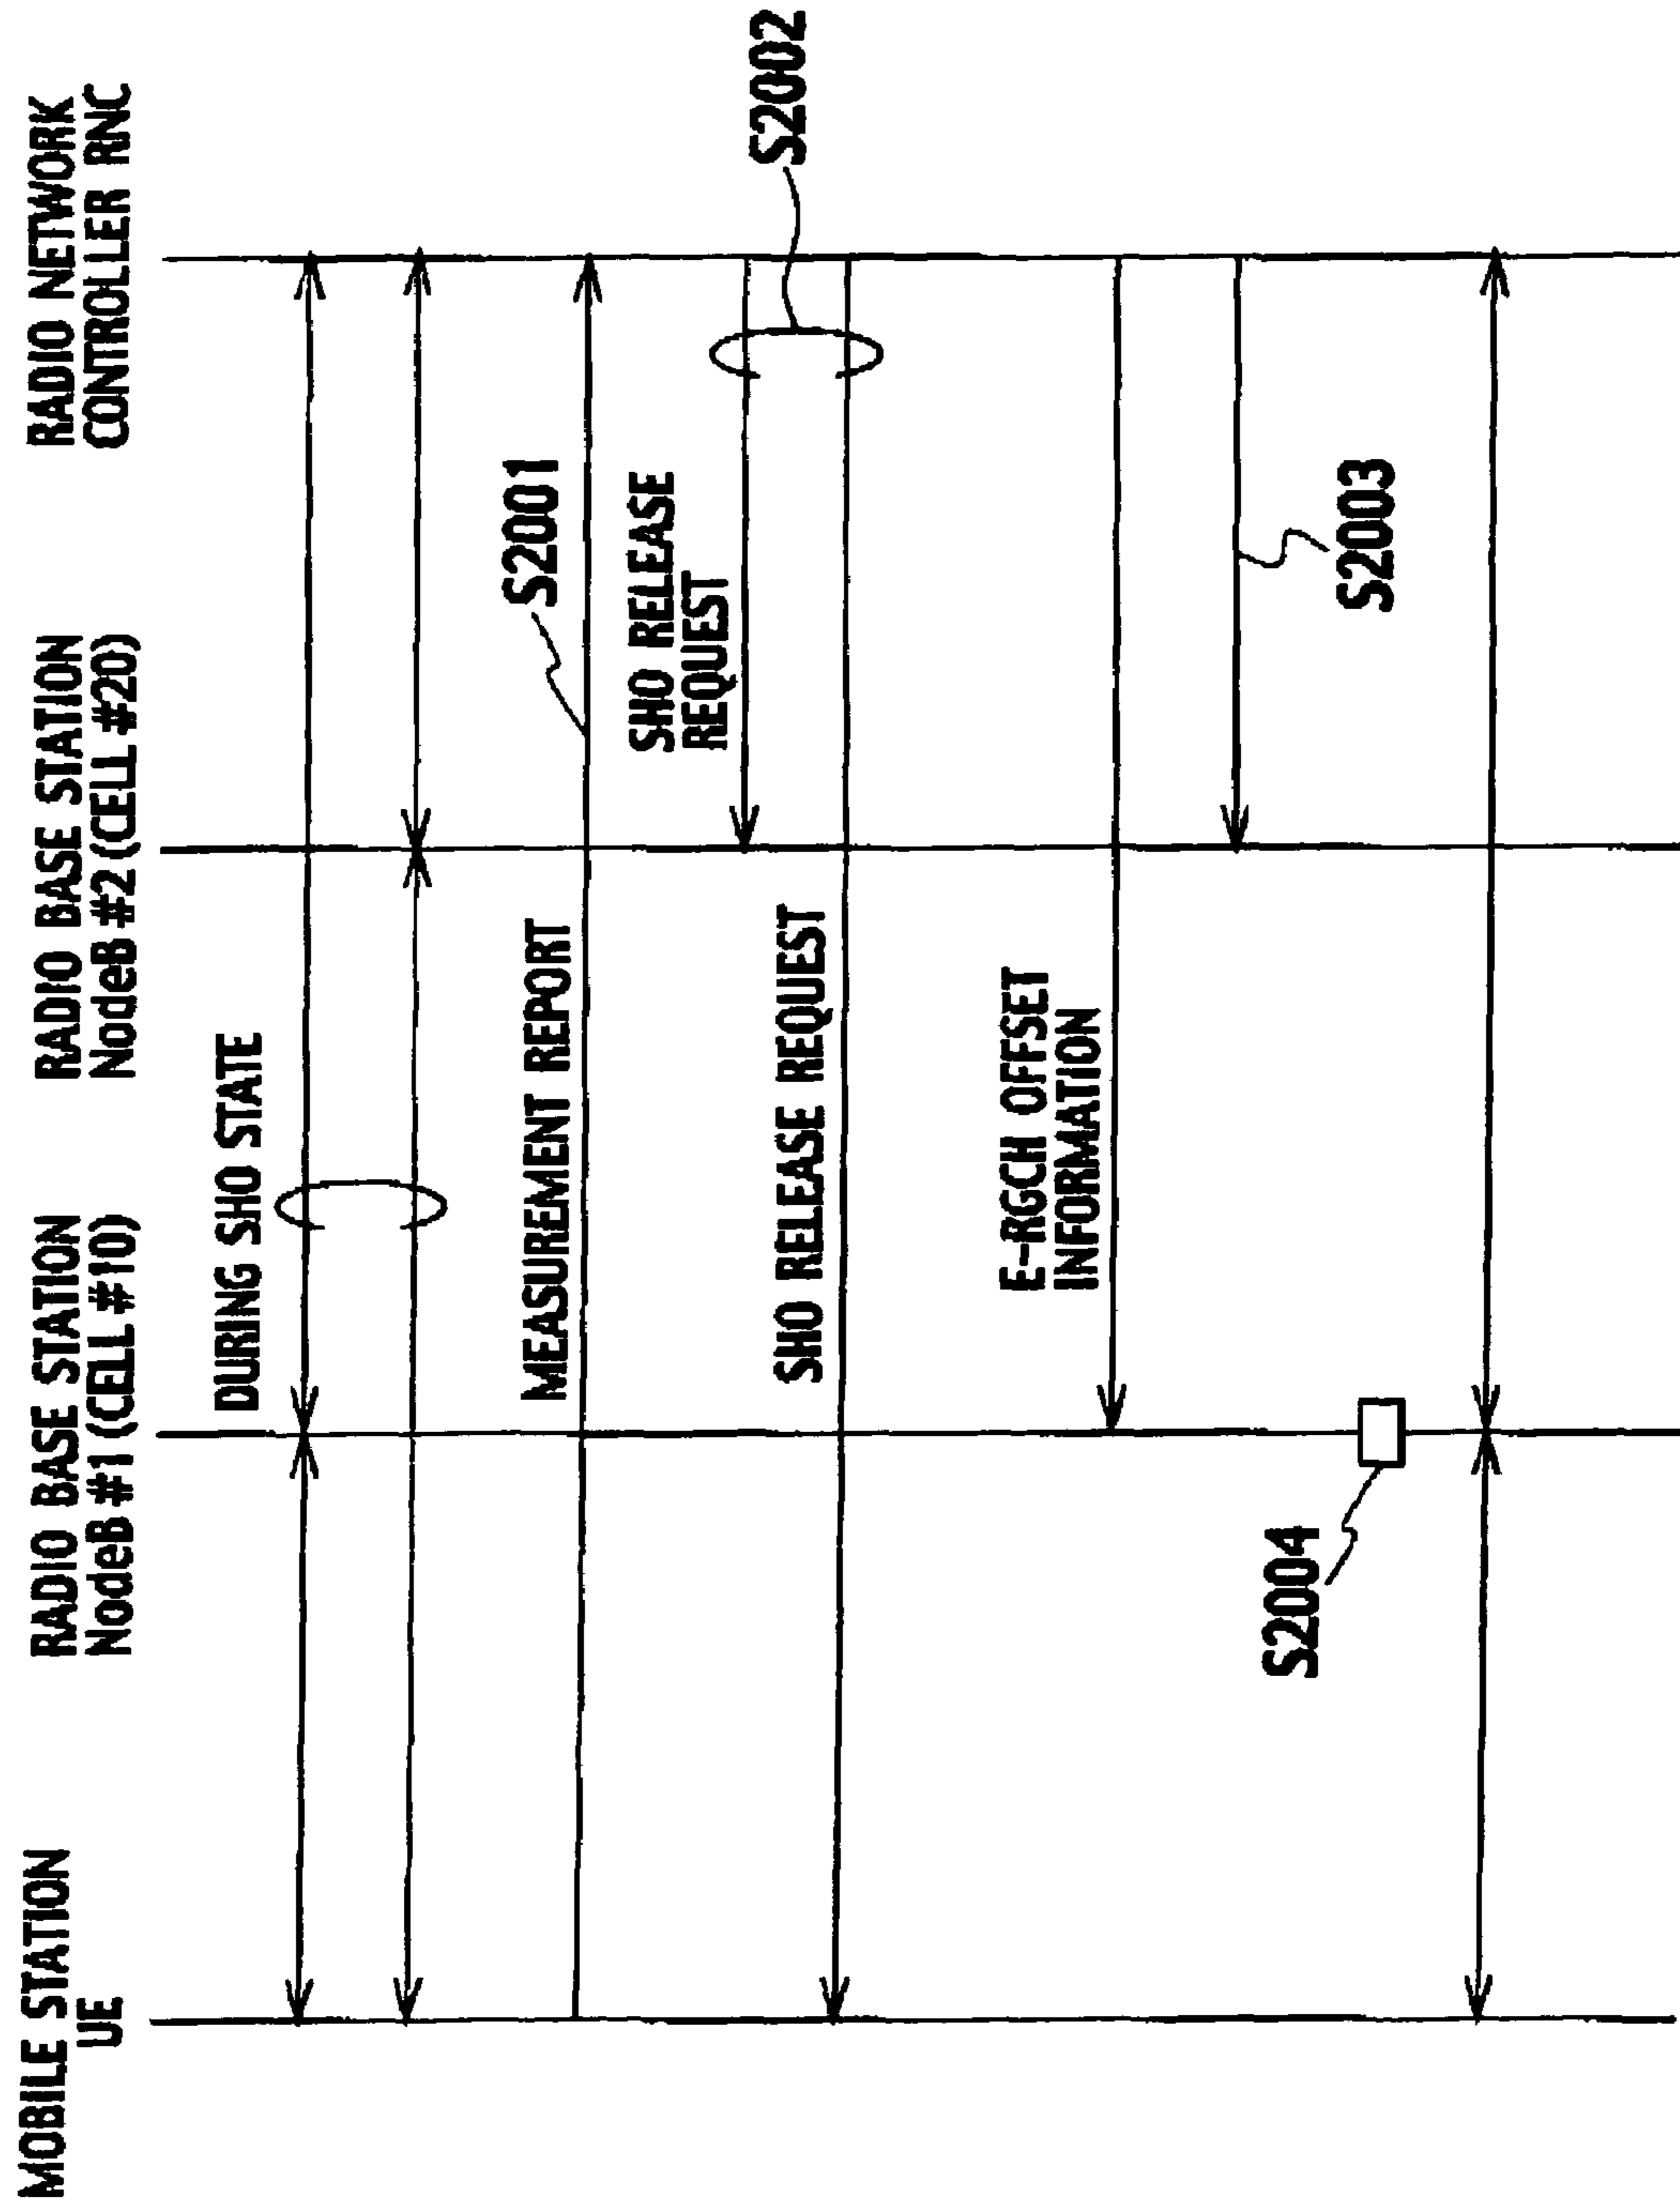 MOBILE STATION
UE
RADIO BASE STATION
NodeB #1 (CELL #10)
RADIO BASE STATION
NodeB #2 (CELL #20)
RADIO NETWORK
CONTROLLER RNC
DURING SHO STATE
MEASUREMENT REPORT
S2001
SHO RELEASE
REQUEST
SHO RELEASE REQUEST
S2002
E-RGCH OFFSET
INFORMATION
S2003
S2004